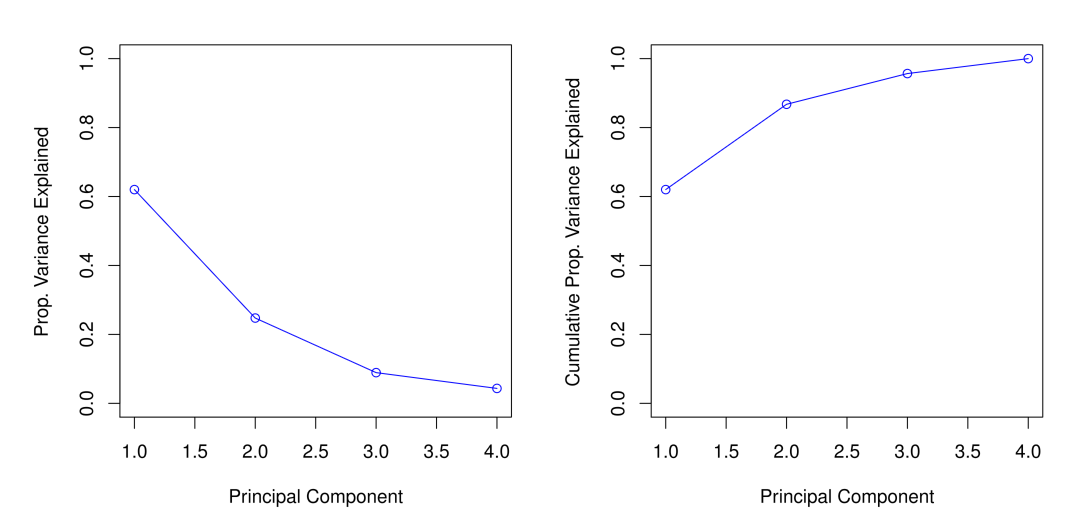 Prop. Variance Explained
1.0
0.8
0.6
0.4
0.2
0.0
1.0 1.5 2.0 2.5 3.0 3.5 4.0
Principal Component
Cumulative Prop. Variance Explained
1.0
0.8
0.6
0.4
0.2
0.0
1.0 1.5 2.0 2.5 3.0 3.5 4.0
Principal Component